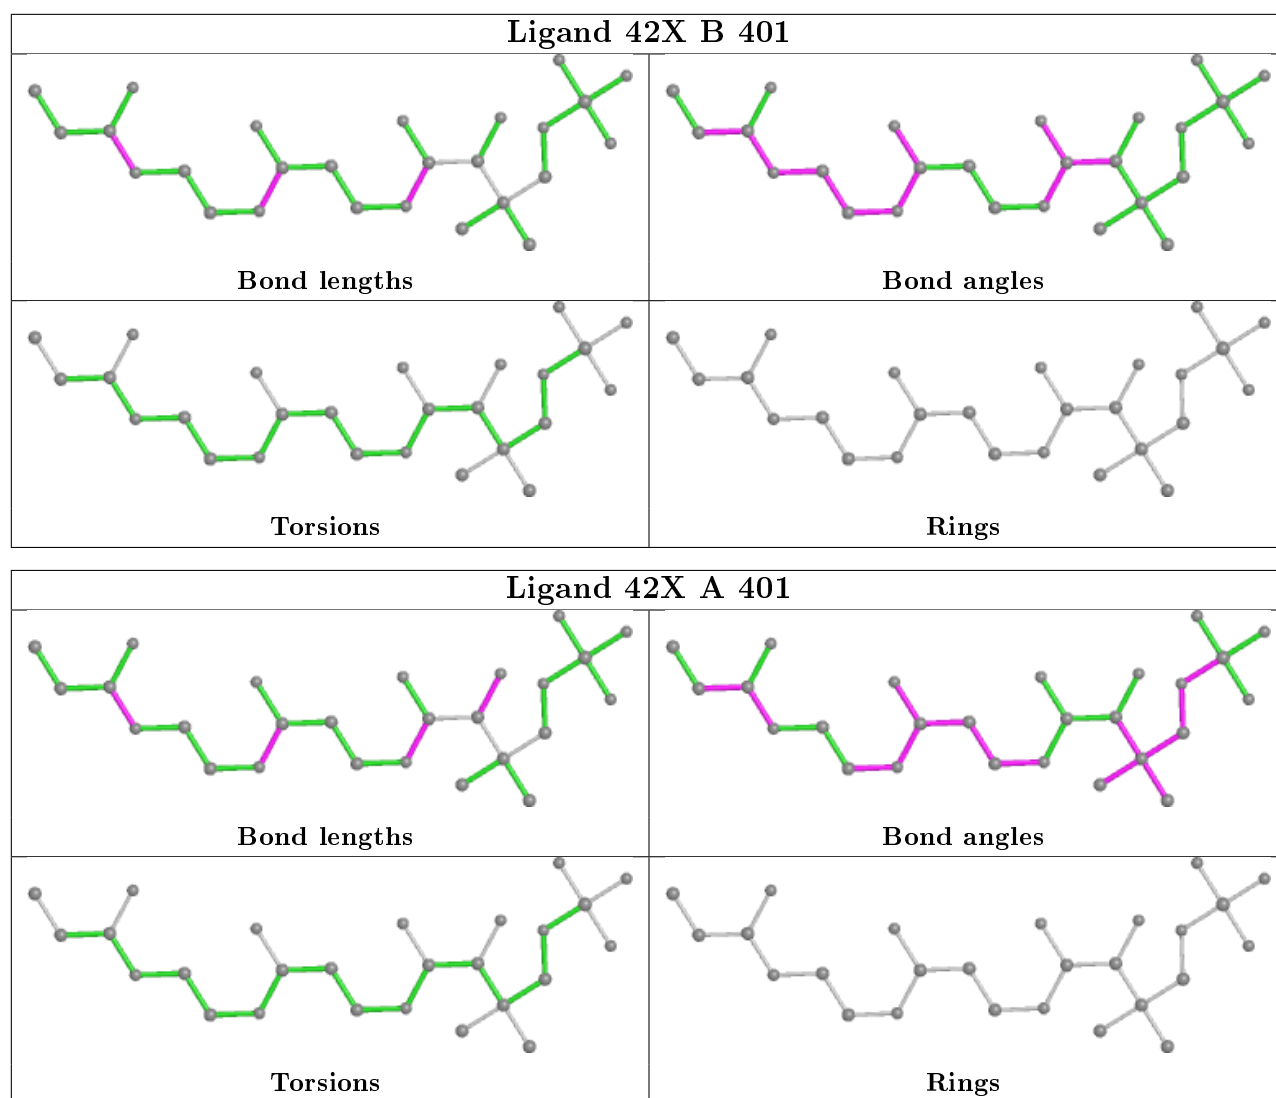 Ligand 42X B 401
Bond lengths
Bond angles
Torsions
Rings
Ligand 42X A 401
Bond lengths
Bond angles
Torsions
Rings